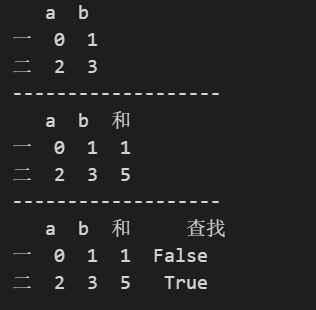 a  b
一  0  1
二  2  3
-------------------
   a  b  和
一  0  1  1
二  2  3  5
-------------------
   a  b  和     查找
一  0  1  1  False
二  2  3  5   True